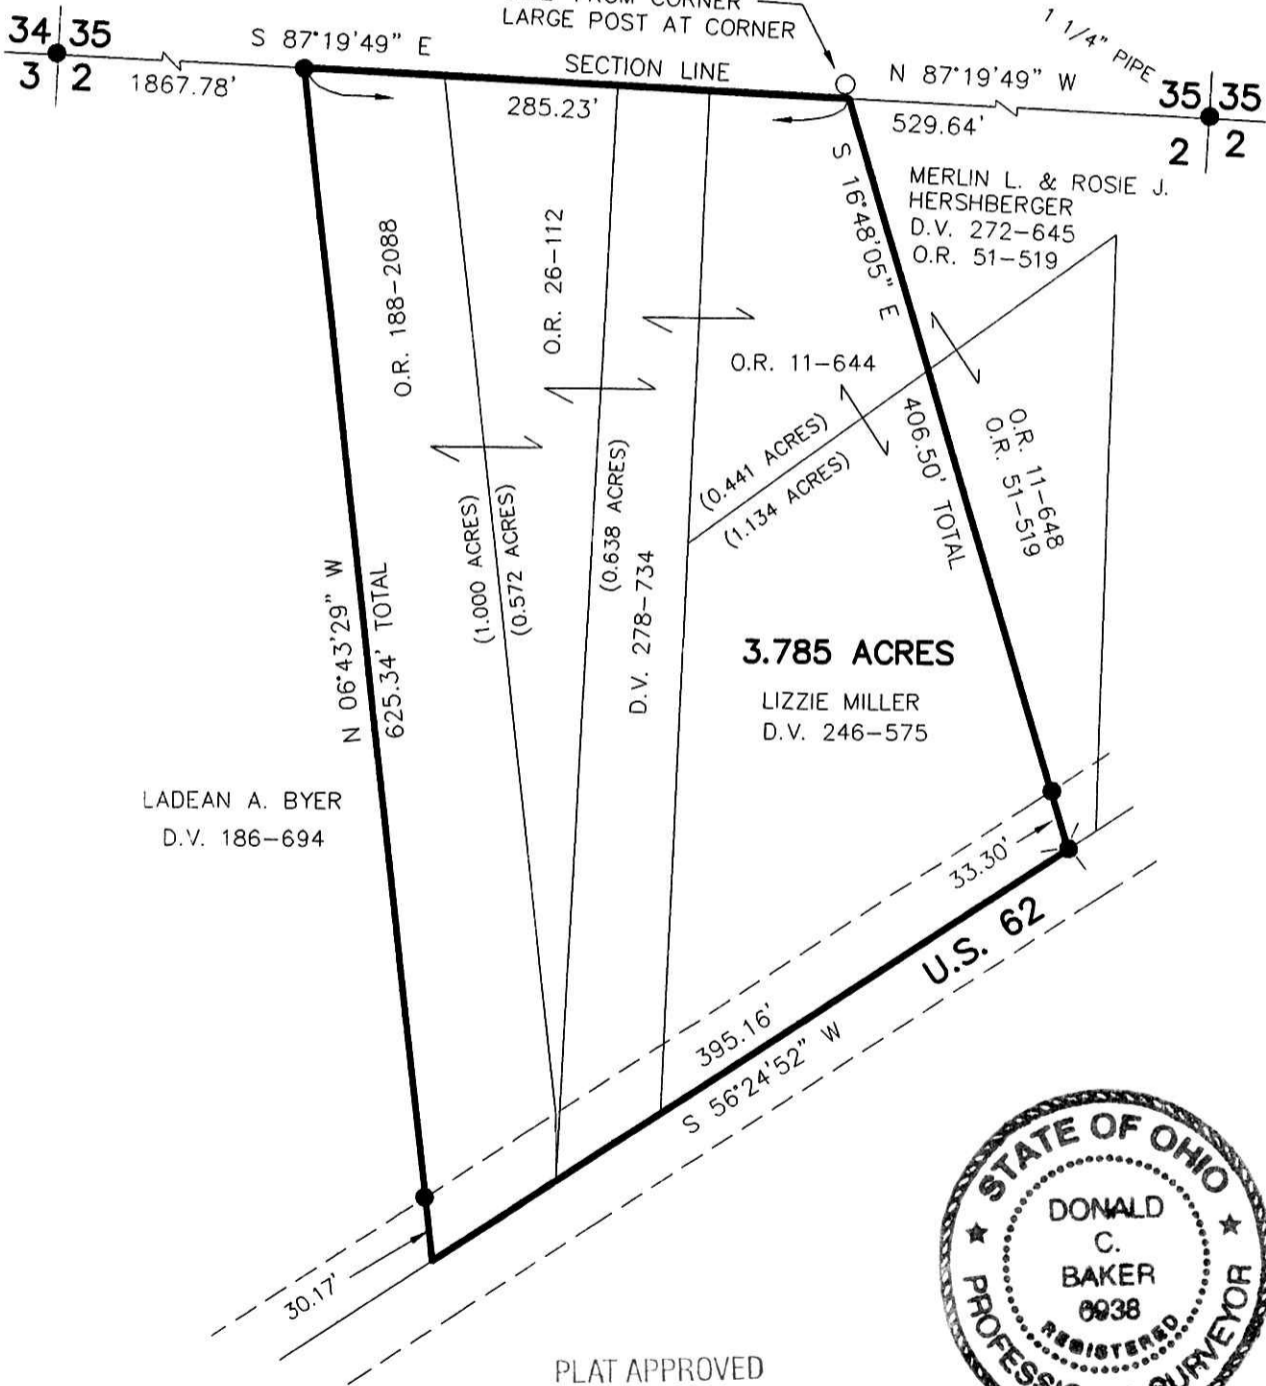 FROM CORNER
LARGE POST AT CORNER
1 1/4" PIPE
34 35
3 2
S 87°19'49" E
1867.78'
SECTION LINE
285.23'
N 87°19'49" W
529.64'
35 35
2 2
MERLIN L. & ROSIE J.
HERSHBERGER
D.V. 272-645
O.R. 51-519
S 16°48'05" E
406.50' TOTAL
O.R. 188-2088
O.R. 26-112
O.R. 11-644
(0.441 ACRES)
(1.134 ACRES)
O.R. 11-648
O.R. 51-519
(1.000 ACRES)
(0.572 ACRES)
(0.638 ACRES)
D.V. 278-734
N 06°43'29" W
625.34' TOTAL
3.785 ACRES
LIZZIE MILLER
D.V. 246-575
LADEAN A. BYER
D.V. 186-694
33.30'
U.S. 62
395.16'
S 56°24'52" W
30.17'
STATE OF OHIO
DONALD
C.
BAKER
6938
REGISTERED
SURVEYOR
PLAT APPROVED